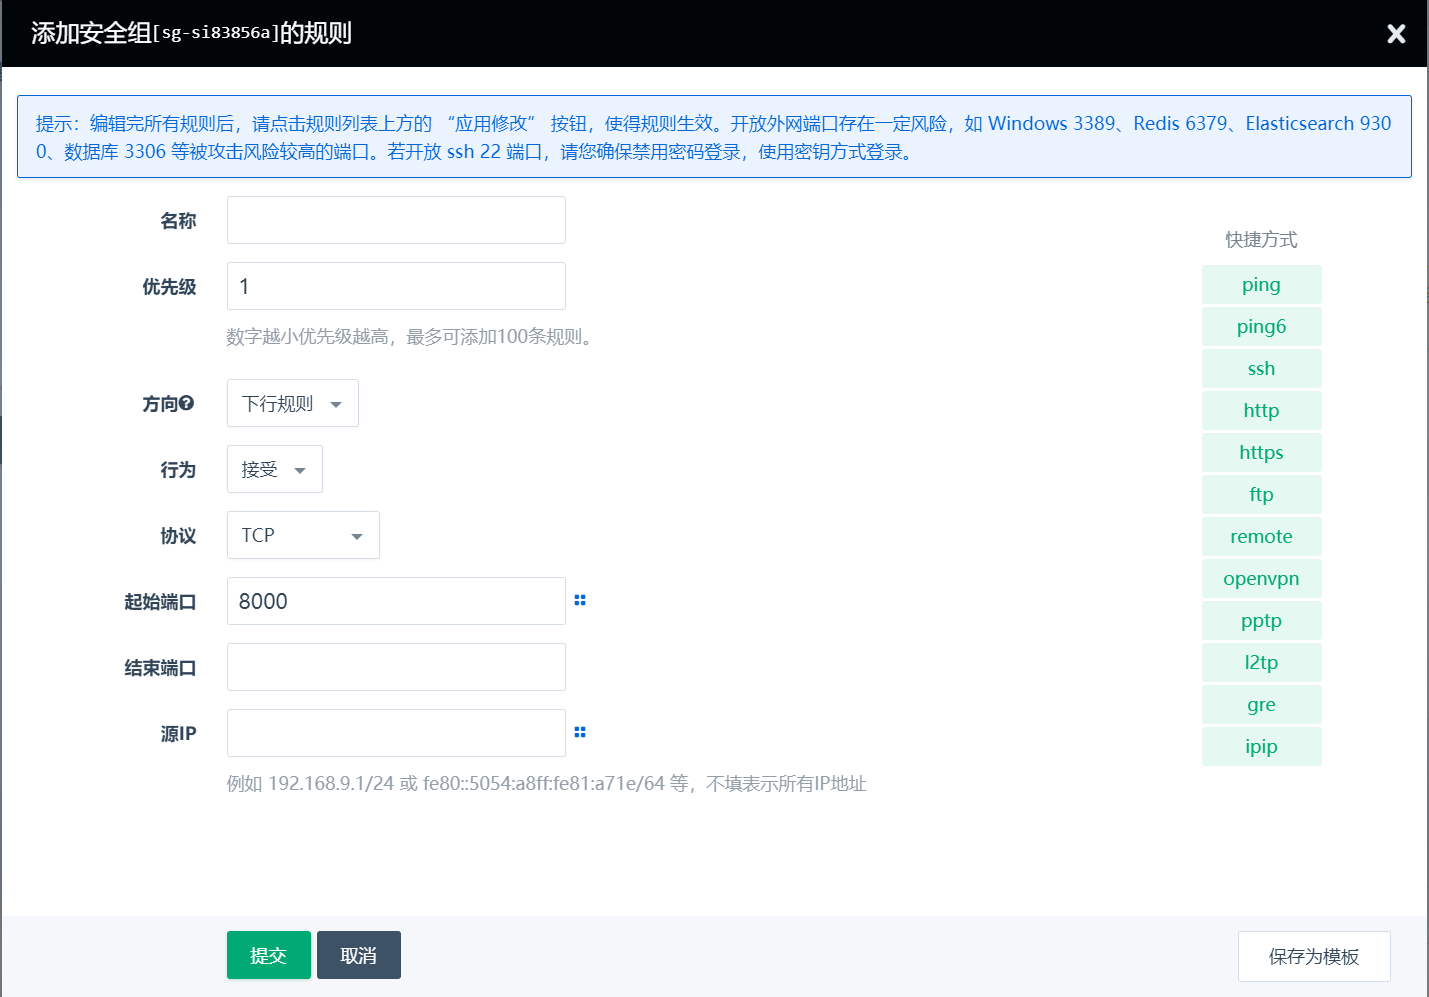 添加安全组[sg-si83856a]的规则
提示：编辑完所有规则后，请点击规则列表上方的 “应用修改” 按钮，使得规则生效。开放外网端口存在一定风险，如 Windows 3389、Redis 6379、Elasticsearch 930
0、数据库 3306 等被攻击风险较高的端口。若开放 ssh 22 端口，请您确保禁用密码登录，使用密钥方式登录。
名称
优先级
1
数字越小优先级越高，最多可添加100条规则。
方向
下行规则
行为
接受
协议
TCP
起始端口
8000
结束端口
源IP
例如 192.168.9.1/24 或 fe80::5054:a8ff:fe81:a71e/64 等，不填表示所有IP地址
快捷方式
ping
ping6
ssh
http
https
ftp
remote
openvpn
pptp
l2tp
gre
ipip
提交
取消
保存为模板